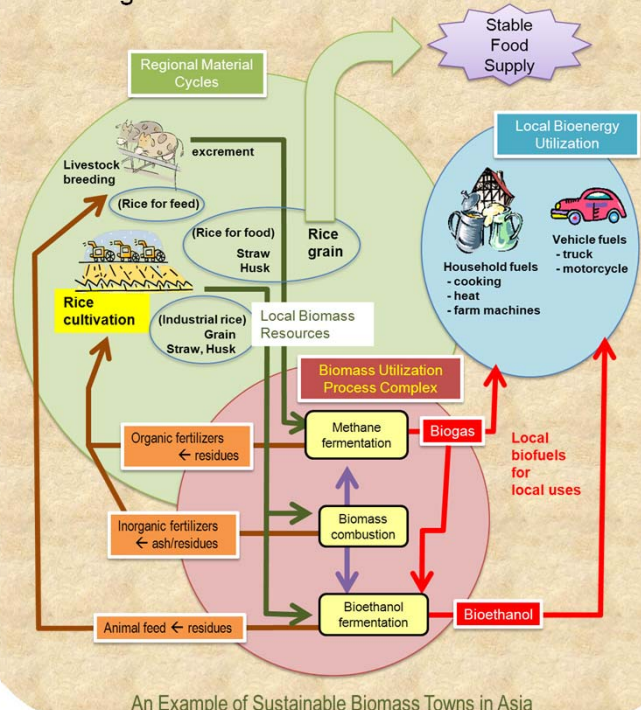 Stable
Food
Supply
Regional Material
Cycles
Local Bioenergy
Utilization
excrement
Livestock
breeding
(Rice for feed)
(Rice for food)
Straw
Husk
Rice
grain
Household fuels
- cooking
- heat
- farm machines
Vehicle fuels
- truck
- motorcycle
Rice
cultivation
(Industrial rice)
Grain
Straw, Husk
Local Biomass
Resources
Biomass Utilization
Process Complex
Methane
fermentation
Biogas
Organic fertilizers
← residues
Local
biofuels
for
local uses
Inorganic fertilizers
← ash/residues
Biomass
combustion
Bioethanol
fermentation
Bioethanol
Animal feed ← residues
An Example of Sustainable Biomass Towns in Asia